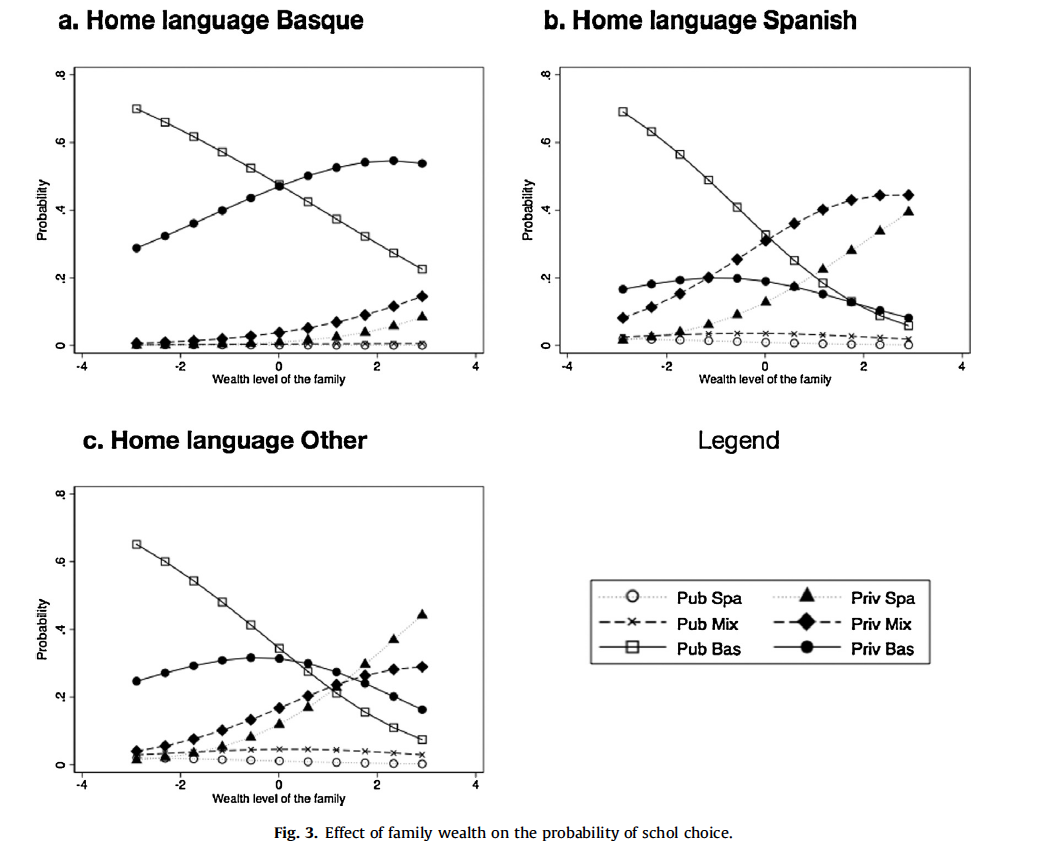 a. Home language Basque
.8
.6
.4
.2
0
Probability
-4
-2
0
2
4
Wealth level of the family
b. Home language Spanish
.8
.6
.4
.2
0
Probability
-4
-2
0
2
4
Wealth level of the family
c. Home language Other
.8
.6
.4
.2
0
Probability
-4
-2
0
2
4
Wealth level of the family
Legend
Pub Spa
Priv Spa
Pub Mix
Priv Mix
Pub Bas
Priv Bas
Fig. 3. Effect of family wealth on the probability of schol choice.